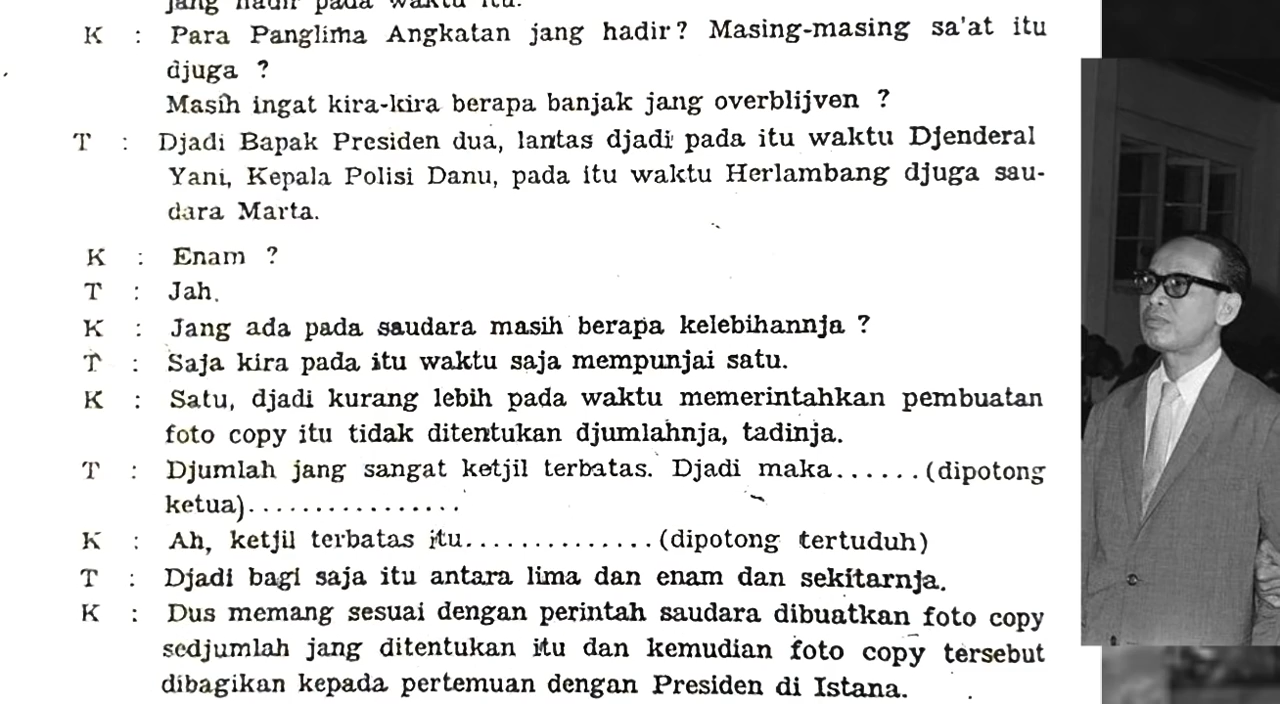 jang hadir pada waktu itu.
K : Para Panglima Angkatan jang hadir? Masing-masing sa'at itu
djuga ?
Masih ingat kira-kira berapa banjak jang overblijven ?
T : Djadi Bapak Presiden dua, lantas djadi pada itu waktu Djenderal
Yani, Kepala Polisi Danu, pada itu waktu Herlambang djuga sau-
dara Marta.
K : Enam ?
T : Jah.
K : Jang ada pada saudara masih berapa kelebihannja ?
T : Saja kira pada itu waktu saja mempunjai satu.
K : Satu, djadi kurang lebih pada waktu memerintahkan pembuatan
foto copy itu tidak ditentukan djumlahnja, tadinja.
T : Djumlah jang sangat ketjil terbatas. Djadi maka......(dipotong
ketua)................
K : Ah, ketjil terbatas itu..............(dipotong tertuduh)
T : Djadi bagi saja itu antara lima dan enam dan sekitarnja.
K : Dus memang sesuai dengan perintah saudara dibuatkan foto copy
sedjumlah jang ditentukan itu dan kemudian foto copy tersebut
dibagikan kepada pertemuan dengan Presiden di Istana.